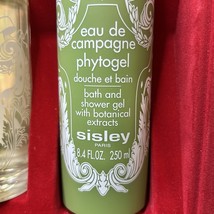 eau de
campagne
phytogel
douche et bain
bath and
shower gel
with botanical
extracts
sisley
PARIS
8.4 FL.OZ. 250 ml